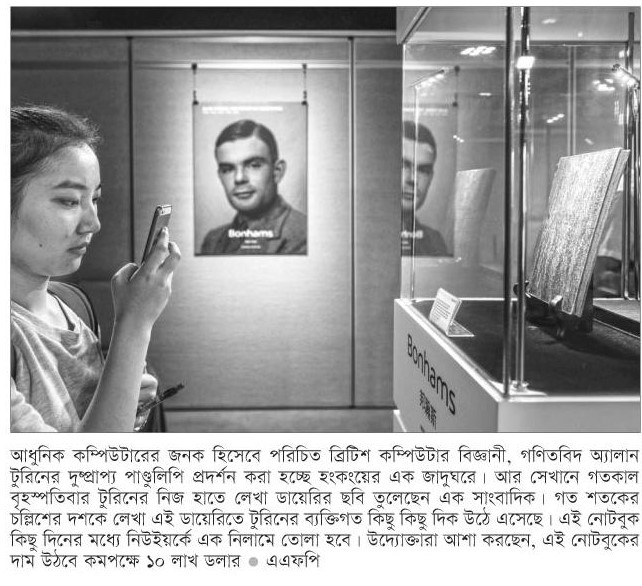 Bonhams
Bonhams
আধুনিক কম্পিউটারের জনক হিসেবে পরিচিত ব্রিটিশ কম্পিউটার বিজ্ঞানী, গণিতবিদ অ্যালান
টুরিনের দুষ্প্রাপ্য পাণ্ডুলিপি প্রদর্শন করা হচ্ছে হংকংয়ের এক জাদুঘরে। আর সেখানে গতকাল
বৃহস্পতিবার টুরিনের নিজ হাতে লেখা ডায়েরির ছবি তুলেছেন এক সাংবাদিক। গত শতকের
চল্লিশের দশকে লেখা এই ডায়েরিতে টুরিনের ব্যক্তিগত কিছু কিছু দিক উঠে এসেছে। এই নোটবুক
কিছু দিনের মধ্যে নিউইয়র্কে এক নিলামে তোলা হবে। উদ্যোক্তারা আশা করছেন, এই নোটবুকের
দাম উঠবে কমপক্ষে ১০ লাখ ডলার ● এএফপি